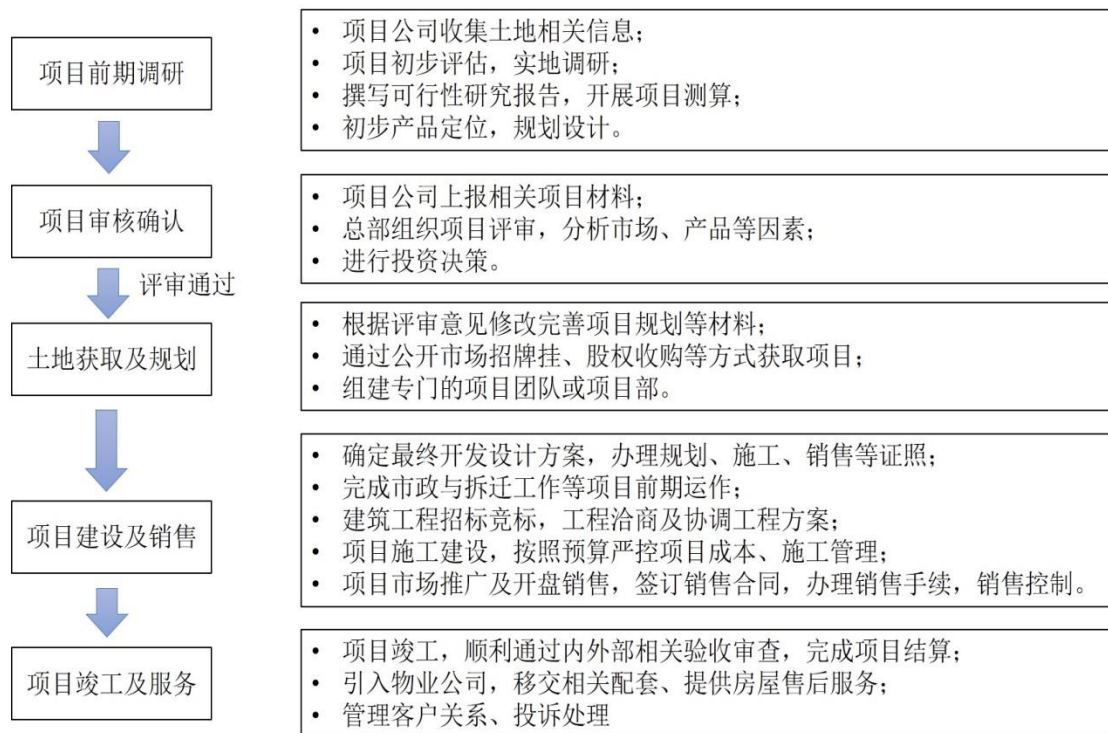 项目前期调研
• 项目公司收集土地相关信息；
• 项目初步评估，实地调研；
• 撰写可行性研究报告，开展项目测算；
• 初步产品定位，规划设计。
项目审核确认
• 项目公司上报相关项目材料；
• 总部组织项目评审，分析市场、产品等因素；
• 进行投资决策。
评审通过
土地获取及规划
• 根据评审意见修改完善项目规划等材料；
• 通过公开市场招牌挂、股权收购等方式获取项目；
• 组建专门的项目团队或项目部。
项目建设及销售
• 确定最终开发设计方案，办理规划、施工、销售等证照；
• 完成市政与拆迁工作等项目前期运作；
• 建筑工程招标竞标，工程洽商及协调工程方案；
• 项目施工建设，按照预算严控项目成本、施工管理；
• 项目市场推广及开盘销售，签订销售合同，办理销售手续，销售控制。
项目竣工及服务
• 项目竣工，顺利通过内外部相关验收审查，完成项目结算；
• 引入物业公司，移交相关配套、提供房屋售后服务；
• 管理客户关系、投诉处理